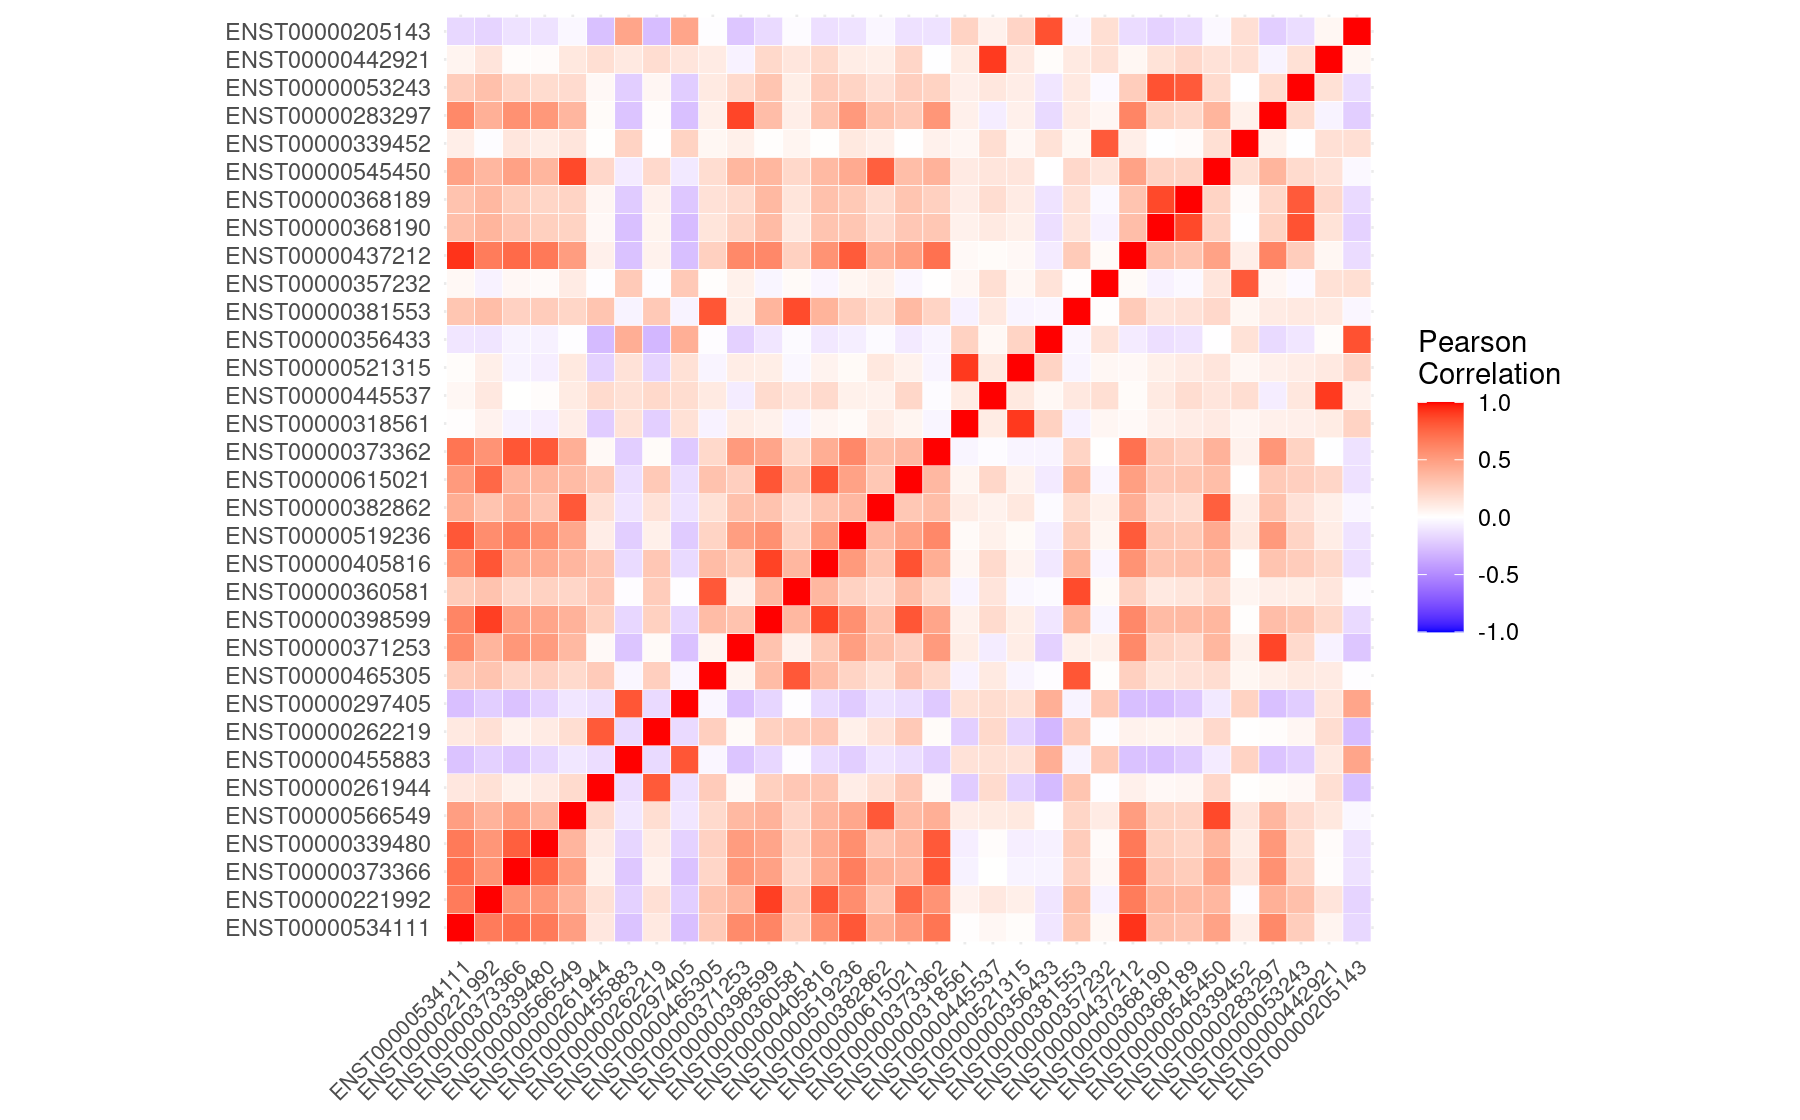 ENST00000205143
ENST00000442921
ENST00000053243
ENST00000283297
ENST00000339452
ENST00000545450
ENST00000368189
ENST00000368190
ENST00000437212
ENST00000357232
ENST00000381553
ENST00000356433
ENST00000521315
ENST00000445537
ENST00000318561
ENST00000373362
ENST00000615021
ENST00000382862
ENST00000519236
ENST00000405816
ENST00000360581
ENST00000398599
ENST00000371253
ENST00000465305
ENST00000297405
ENST00000262219
ENST00000455883
ENST00000261944
ENST00000566549
ENST00000339480
ENST00000373366
ENST00000221992
ENST00000534111
ENST00000534111
ENST00000221992
ENST00000373366
ENST00000339480
ENST00000566549
ENST00000261944
ENST00000455883
ENST00000262219
ENST00000297405
ENST00000465305
ENST00000371253
ENST00000398599
ENST00000360581
ENST00000405816
ENST00000519236
ENST00000382862
ENST00000615021
ENST00000373362
ENST00000318561
ENST00000445537
ENST00000521315
ENST00000356433
ENST00000381553
ENST00000357232
ENST00000437212
ENST00000368190
ENST00000368189
ENST00000545450
ENST00000339452
ENST00000283297
ENST00000053243
ENST00000442921
ENST00000205143
Pearson
Correlation
1.0
0.5
0.0
-0.5
-1.0